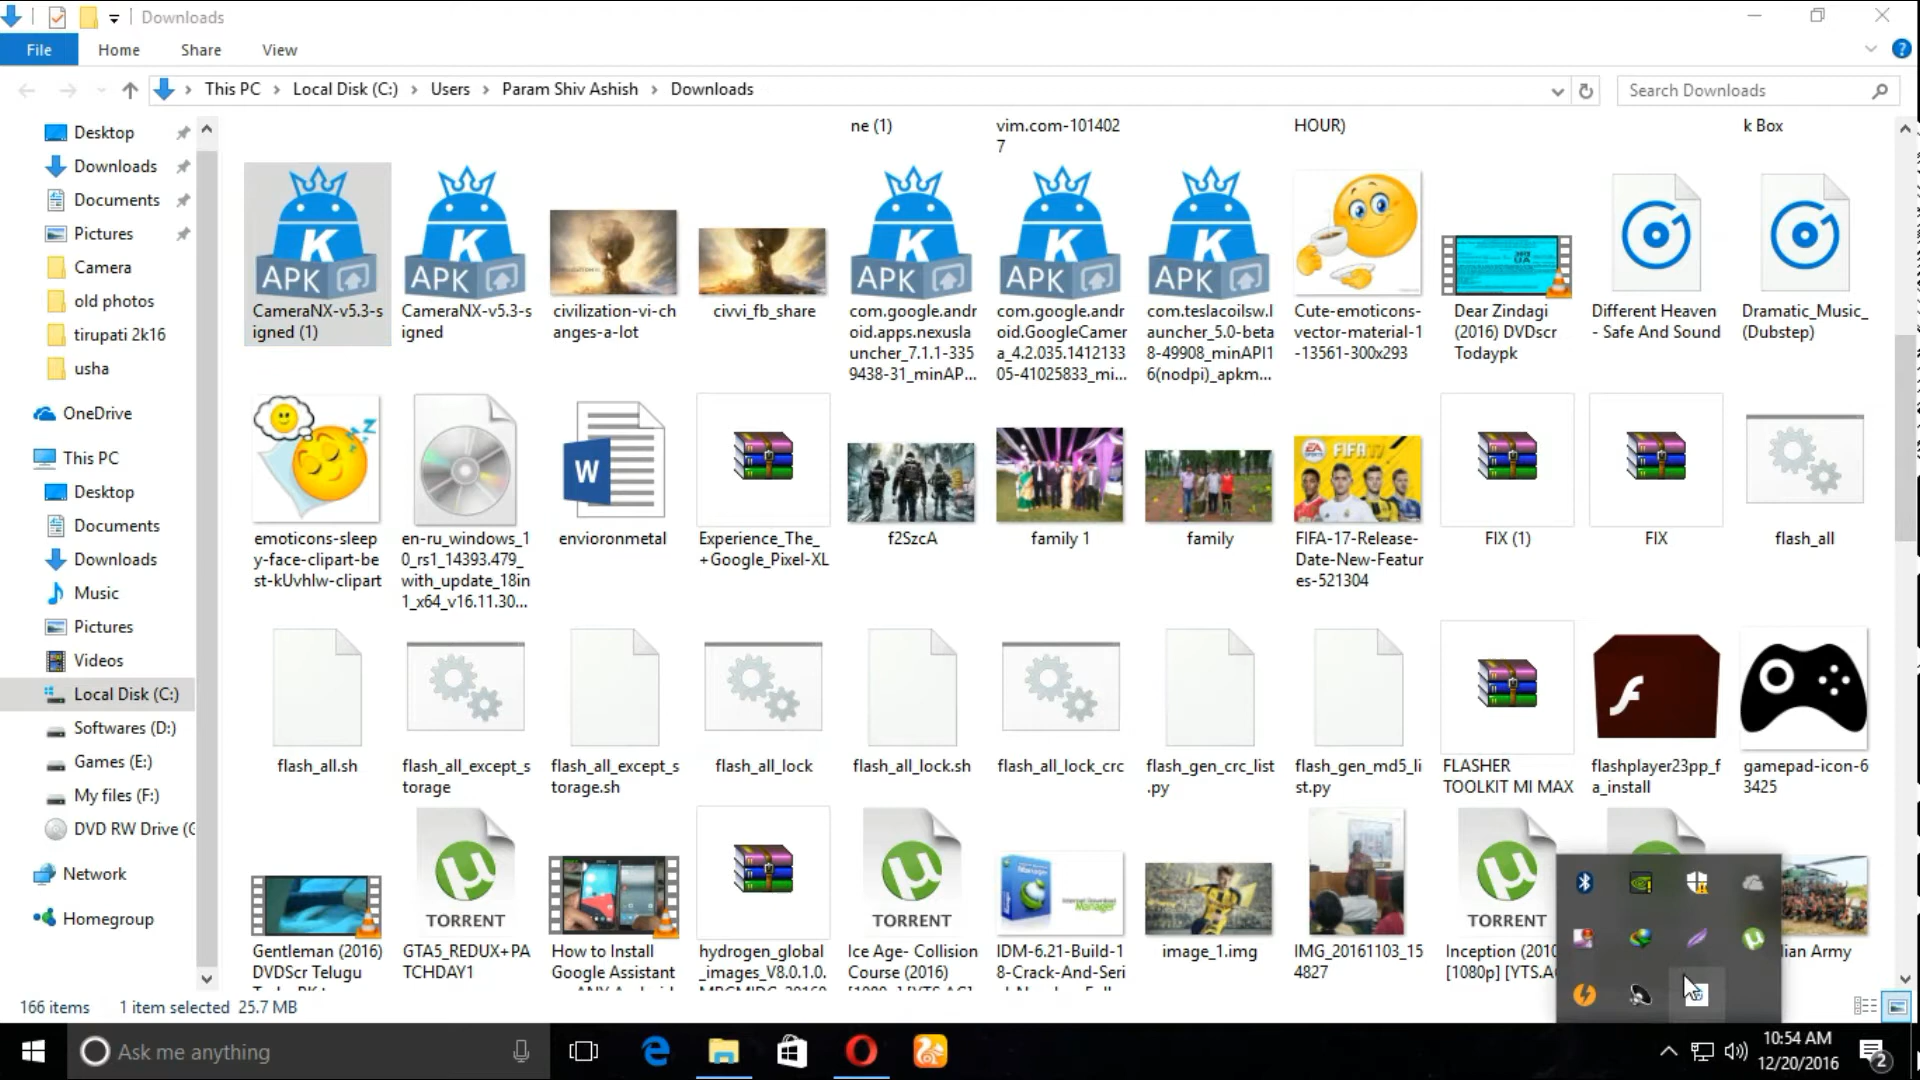 Downloads
File
Home
Share
View
This PC
Local Disk (C:)
Users
Param Shiv Ashish
Downloads
Search Downloads
Desktop
Downloads
Documents
Pictures
Camera
old photos
tirupati 2k16
usha
OneDrive
This PC
Desktop
Documents
Downloads
Music
Pictures
Videos
Local Disk (C:)
Softwares (D:)
Games (E:)
My files (F:)
DVD RW Drive (
Network
Homegroup
ne (1)
vim.com-101402
7
HOUR)
k Box
CameraNX-v5.3-s
igned (1)
CameraNX-v5.3-s
igned
civilization-vi-ch
anges-a-lot
civvi_fb_share
com.google.andr
oid.apps.nexusla
uncher_7.1.1-335
9438-31_minAP...
com.google.andr
oid.GoogleCamer
a_4.2.035.1412133
05-41025833_mi...
com.teslacoilsw.l
auncher_5.0-beta
8-49908_minAPI1
6(nodpi)_apkm...
Cute-emoticons-
vector-material-1
-13561-300x293
Dear Zindagi
(2016) DVDscr
Todaypk
Different Heaven
- Safe And Sound
Dramatic_Music_
(Dubstep)
emoticons-sleep
y-face-clipart-be
st-kUvhlw-clipart
en-ru_windows_1
0_rs1_14393.479_
with_update_18in
1_x64_v16.11.30...
envioronmetal
Experience_The_
+Google_Pixel-XL
f2SzcA
family 1
family
FIFA-17-Release-
Date-New-Featur
es-521304
FIX (1)
FIX
flash_all
flash_all.sh
flash_all_except_s
torage
flash_all_except_s
torage.sh
flash_all_lock
flash_all_lock.sh
flash_all_lock_crc
flash_gen_crc_list
.py
flash_gen_md5_li
st.py
FLASHER
TOOLKIT MI MAX
flashplayer23pp_f
a_install
gamepad-icon-6
3425
TORRENT
TORRENT
TORRENT
Gentleman (2016)
DVDScr Telugu
GTA5_REDUX+PA
TCHDAY1
How to Install
Google Assistant
hydrogen_global
_images_V8.0.1.0.
Ice Age- Collision
Course (2016)
IDM-6.21-Build-1
8-Crack-And-Seri
image_1.img
IMG_20161103_15
4827
Inception (2010
[1080p] [YTS.A
ian Army
APK
APK
APK
APK
APK
FIFA 17
166 items
1 item selected 25.7 MB
Ask me anything
10:54 AM
12/20/2016
2